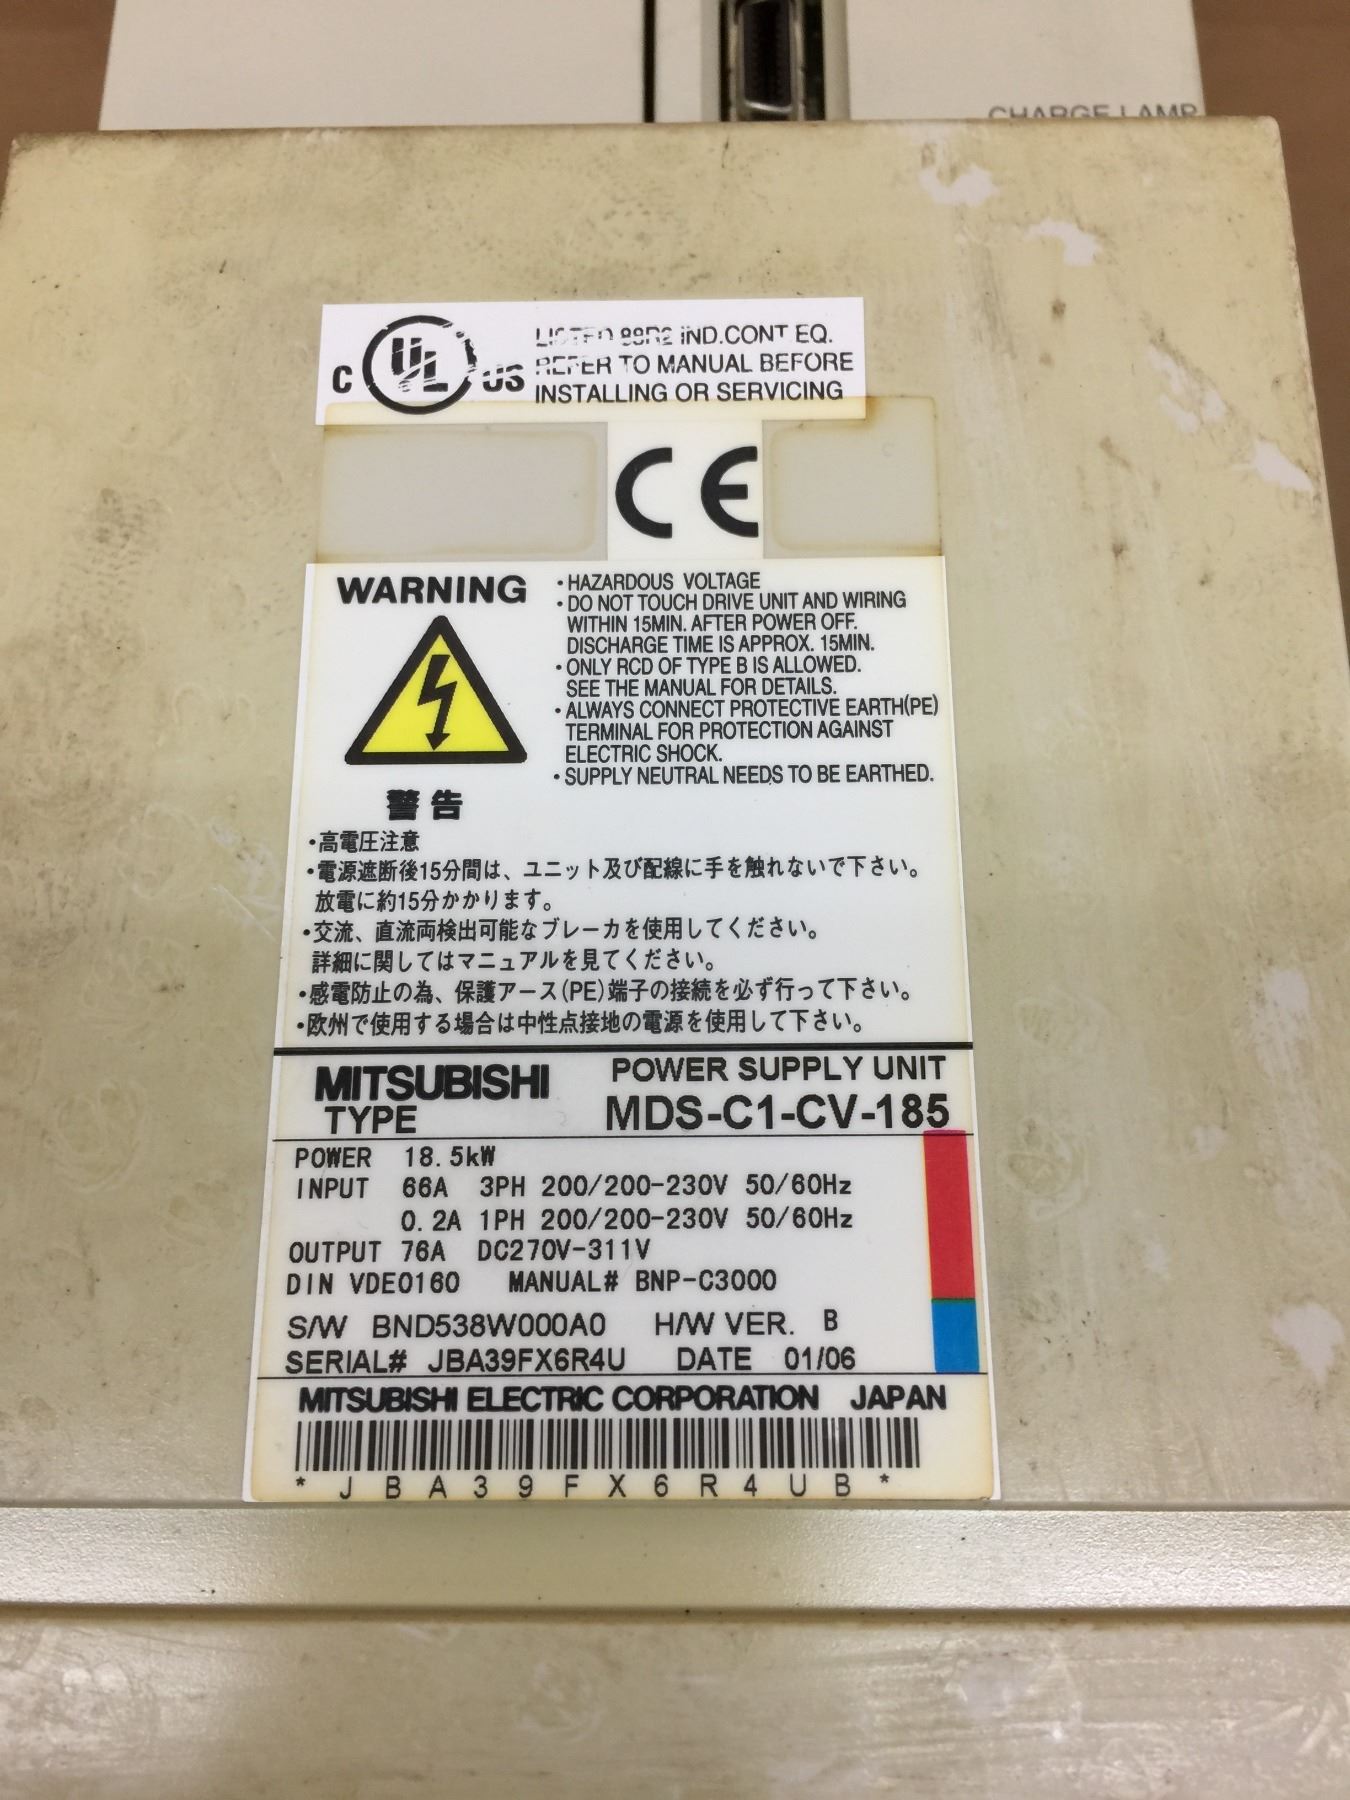 CHARGE LAMP
C UL US
LISTED 88R2 IND.CONT.EQ.
REFER TO MANUAL BEFORE
INSTALLING OR SERVICING
CE
WARNING
・HAZARDOUS VOLTAGE
・DO NOT TOUCH DRIVE UNIT AND WIRING
WITHIN 15MIN. AFTER POWER OFF.
DISCHARGE TIME IS APPROX. 15MIN.
・ONLY RCD OF TYPE B IS ALLOWED.
SEE THE MANUAL FOR DETAILS.
・ALWAYS CONNECT PROTECTIVE EARTH(PE)
TERMINAL FOR PROTECTION AGAINST
ELECTRIC SHOCK.
・SUPPLY NEUTRAL NEEDS TO BE EARTHED.
警告
・高電圧注意
・電源遮断後15分間は、ユニット及び配線に手を触れないで下さい。
放電に約15分かかります。
・交流、直流両検出可能なブレーカを使用してください。
詳細に関してはマニュアルを見てください。
・感電防止の為、保護アース(PE)端子の接続を必ず行って下さい。
・欧州で使用する場合は中性点接地の電源を使用して下さい。
MITSUBISHI POWER SUPPLY UNIT
TYPE MDS-C1-CV-185
POWER 18.5kW
INPUT 66A 3PH 200/200-230V 50/60Hz
0.2A 1PH 200/200-230V 50/60Hz
OUTPUT 76A DC270V-311V
DIN VDE0160 MANUAL# BNP-C3000
S/W BND538W000A0 H/W VER. B
SERIAL# JBA39FX6R4U DATE 01/06
MITSUBISHI ELECTRIC CORPORATION JAPAN
*JBA39FX6R4UB*